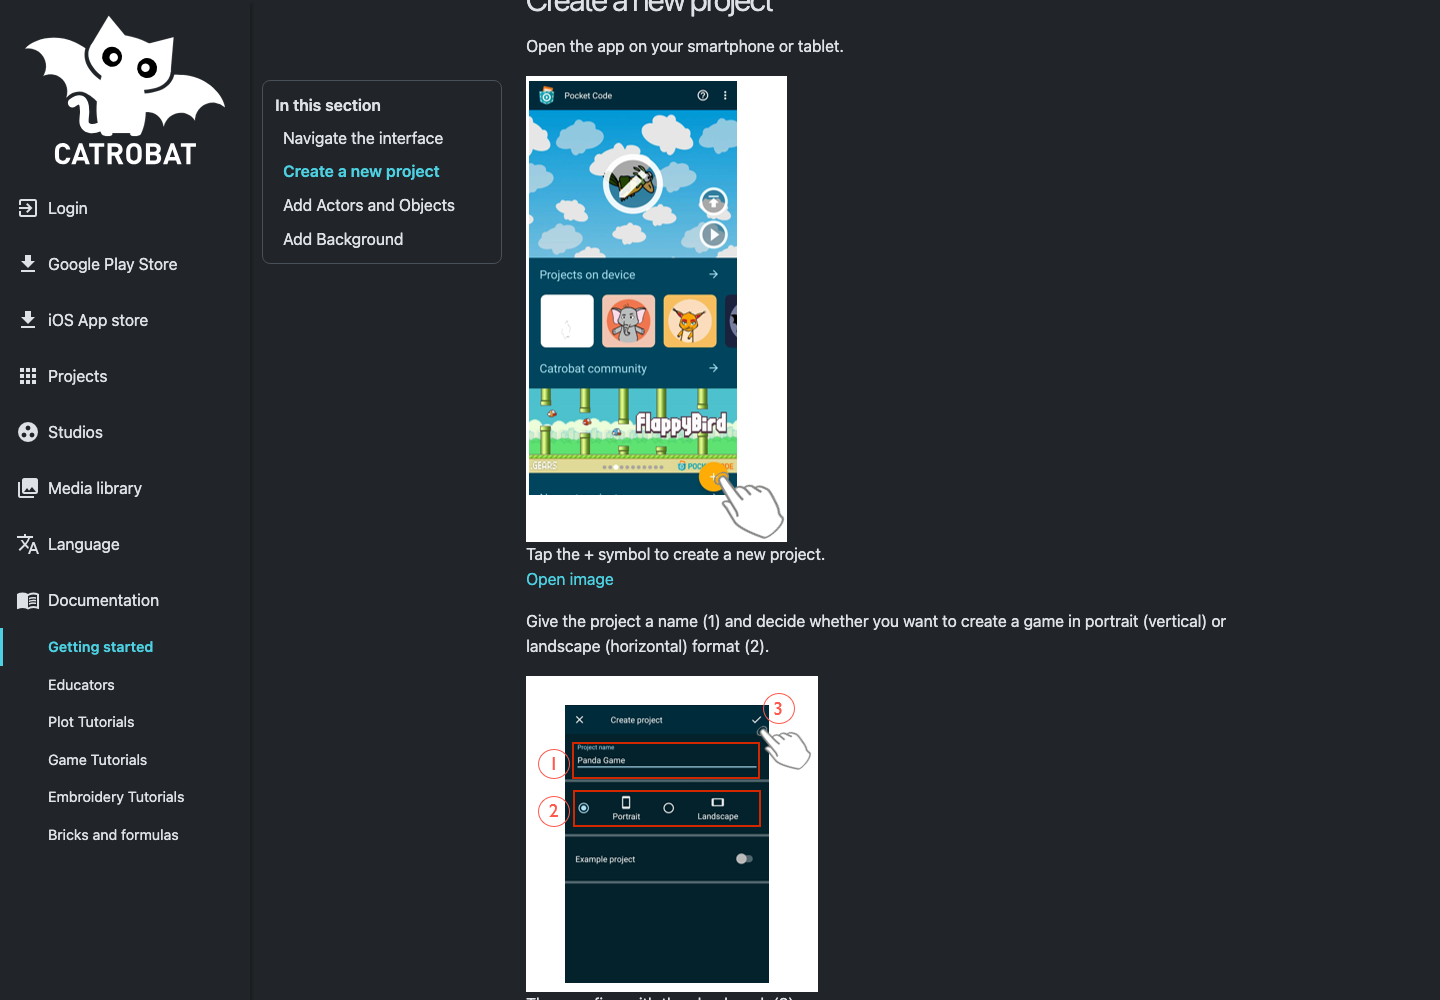 CATROBAT
Login
Google Play Store
iOS App store
Projects
Studios
Media library
Language
Documentation
Getting started
Educators
Plot Tutorials
Game Tutorials
Embroidery Tutorials
Bricks and formulas
In this section
Navigate the interface
Create a new project
Add Actors and Objects
Add Background
Create a new project
Open the app on your smartphone or tablet.
Pocket Code
Projects on device
Catrobat community
FlappyBird
Tap the + symbol to create a new project.
Open image
Give the project a name (1) and decide whether you want to create a game in portrait (vertical) or
landscape (horizontal) format (2).
3
Create project
1
Project name
Panda Game
2
Portrait
Landscape
Example project